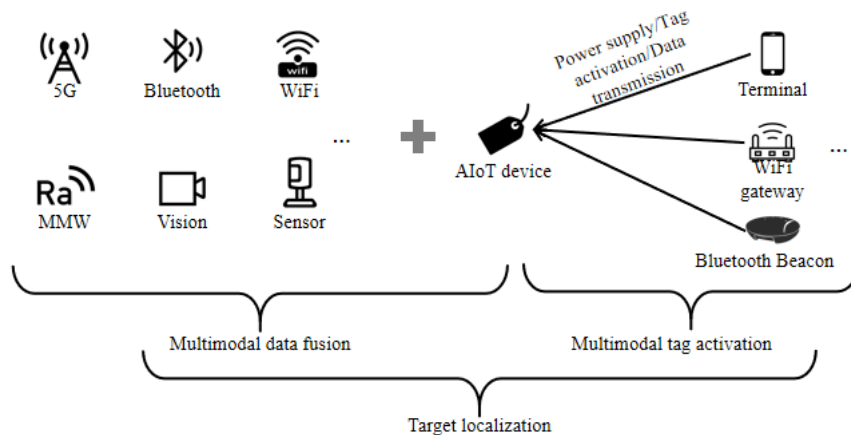 5G
Bluetooth
wifi
WiFi
...
Ra
MMW
Vision
Sensor
AIoT device
Power supply/Tag
activation/Data
transmission
Terminal
WiFi
gateway
...
Bluetooth Beacon
Multimodal data fusion
Multimodal tag activation
Target localization